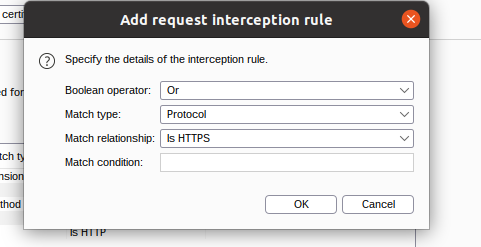 Add request interception rule
certi
Specify the details of the interception rule.
ed for
Boolean operator: Or
Match type: Protocol
Match relationship: Is HTTPS
tch ty
Match condition:
nsion
thod
OK Cancel
Is HTTP